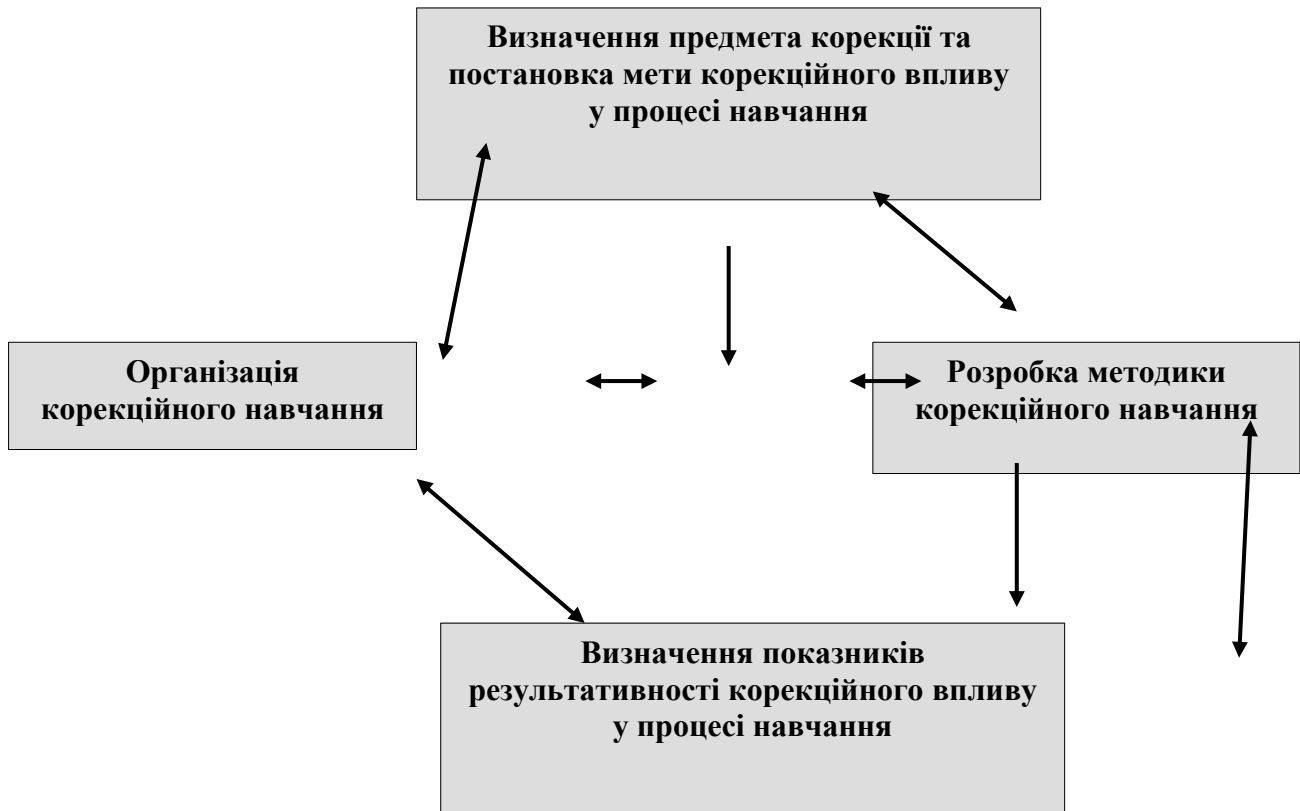 Визначення предмета корекції та
постановка мети корекційного впливу
у процесі навчання
Організація
корекційного навчання
Розробка методики
корекційного навчання
Визначення показників
результативності корекційного впливу
у процесі навчання